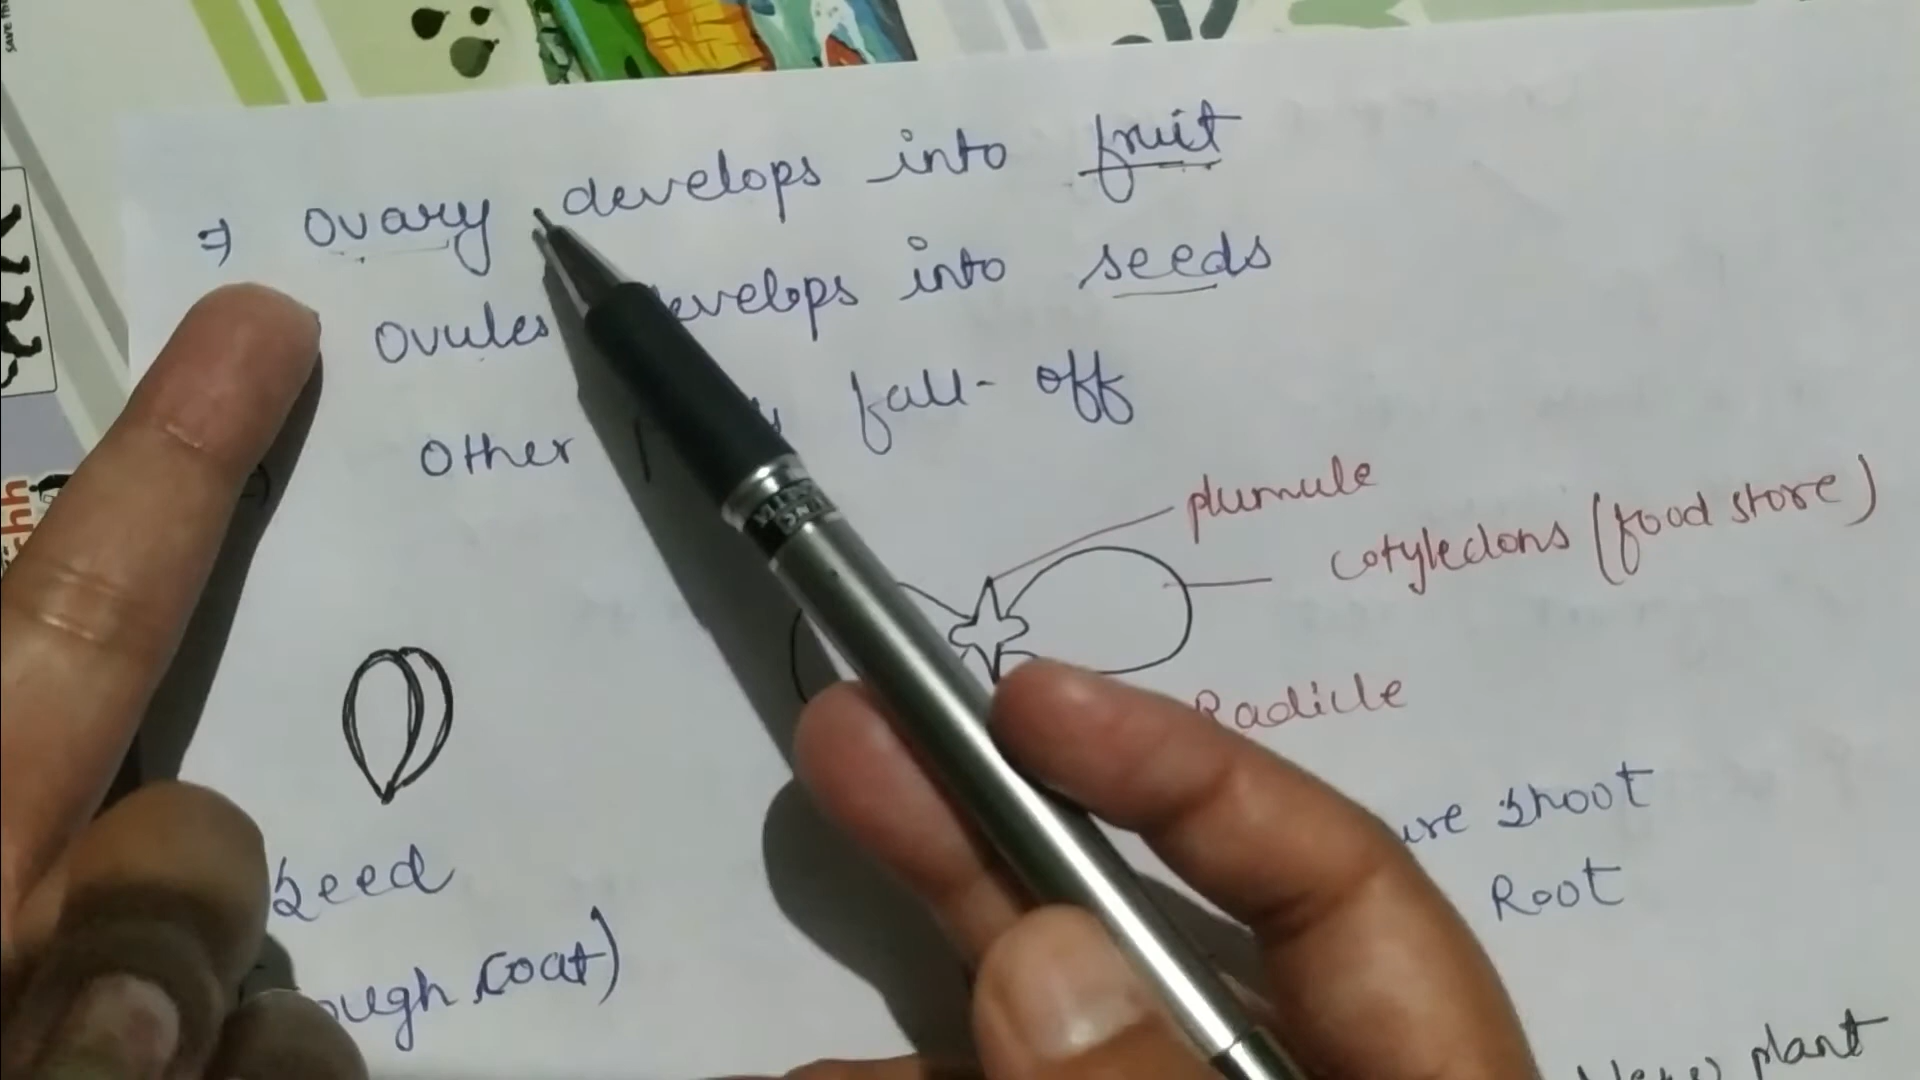 ⇒ Ovary develops into fruit
Ovules develops into seeds
Other fall-off
plumule
cotyledons (food store)
Radicle
Seed
shoot
Root
coat)
plant